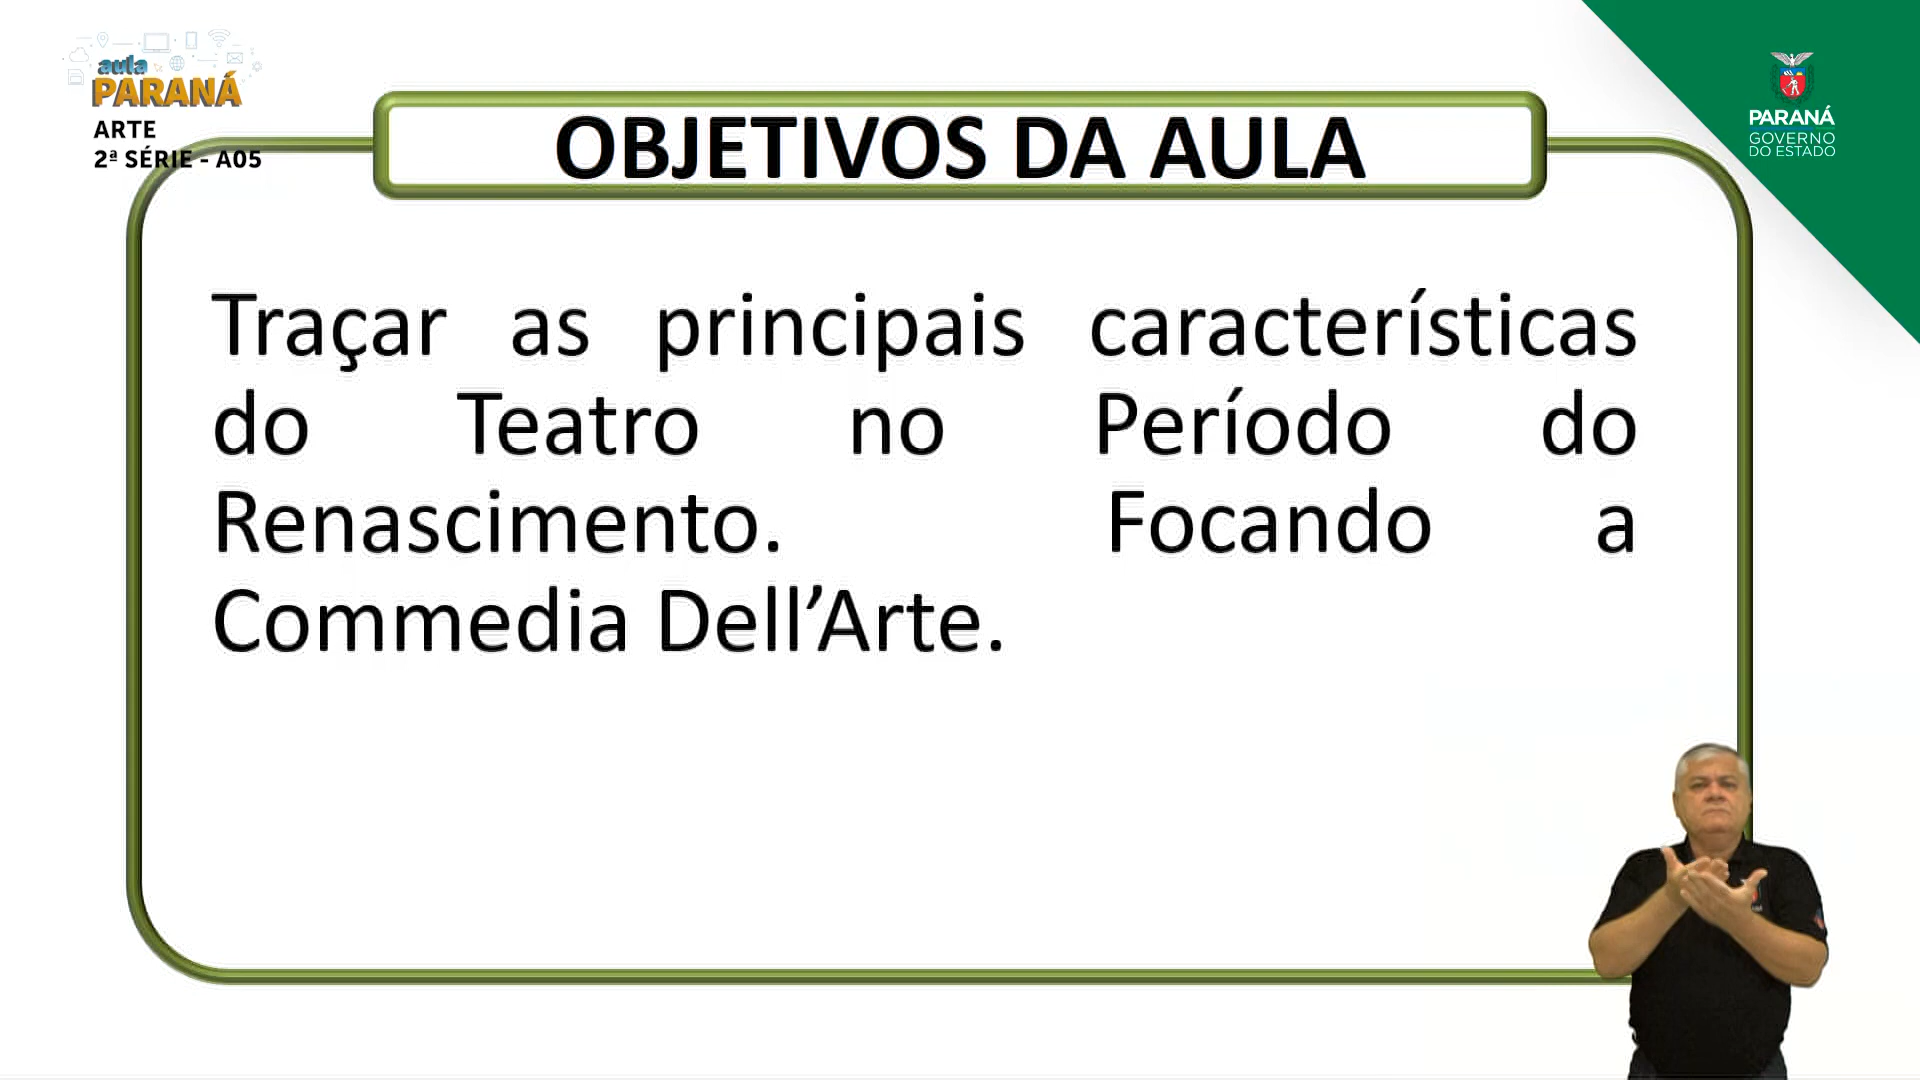 aula
PARANÁ
ARTE
2ª SÉRIE - A05
OBJETIVOS DA AULA
PARANÁ
GOVERNO
DO ESTADO
Traçar as principais características
do Teatro no Período do
Renascimento. Focando a
Commedia Dell’Arte.